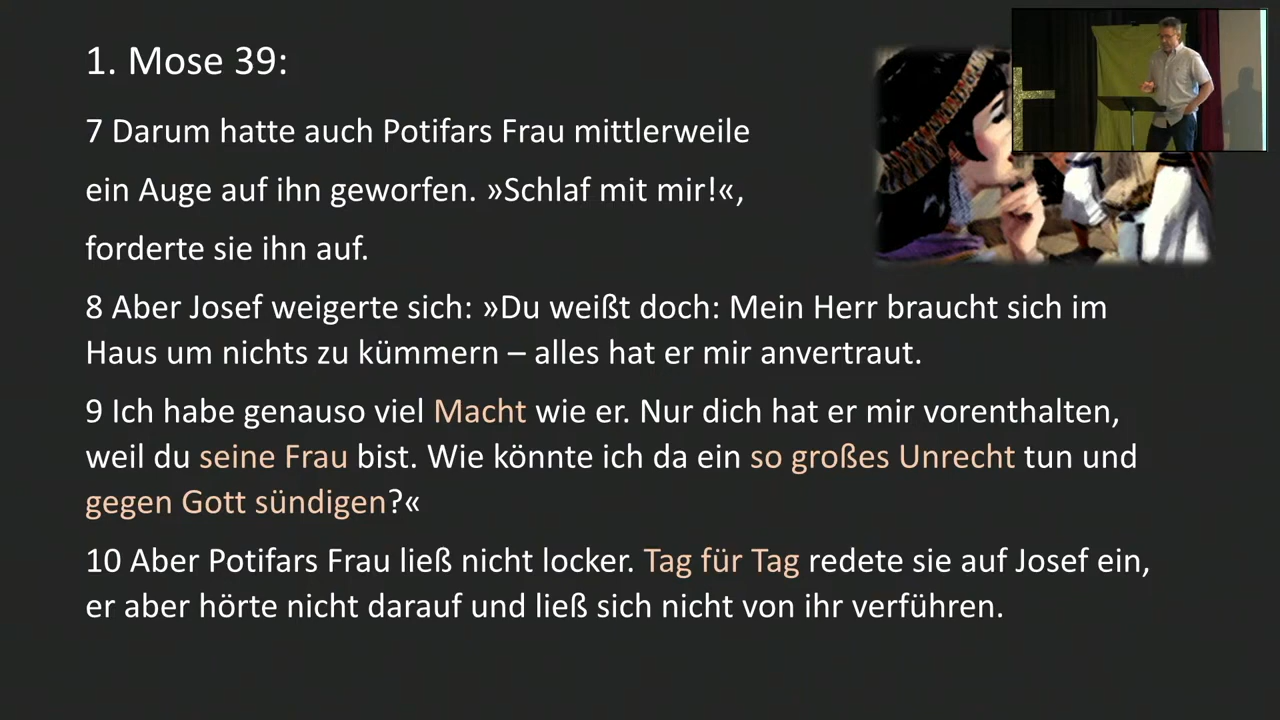 1. Mose 39:
7 Darum hatte auch Potifars Frau mittlerweile
ein Auge auf ihn geworfen. »Schlaf mit mir!«,
forderte sie ihn auf.
8 Aber Josef weigerte sich: »Du weißt doch: Mein Herr braucht sich im
Haus um nichts zu kümmern – alles hat er mir anvertraut.
9 Ich habe genauso viel Macht wie er. Nur dich hat er mir vorenthalten,
weil du seine Frau bist. Wie könnte ich da ein so großes Unrecht tun und
gegen Gott sündigen?«
10 Aber Potifars Frau ließ nicht locker. Tag für Tag redete sie auf Josef ein,
er aber hörte nicht darauf und ließ sich nicht von ihr verführen.